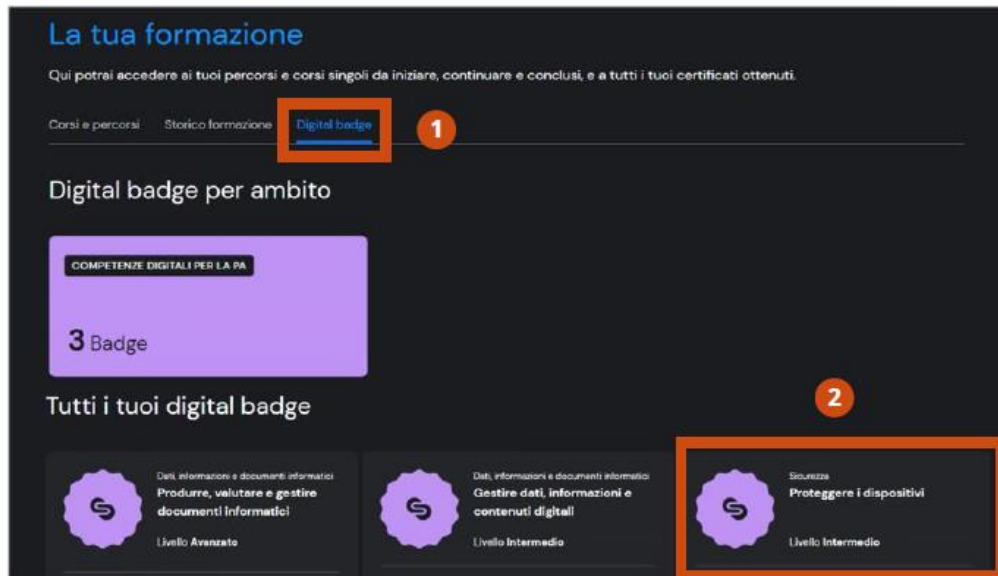 La tua formazione
Qui potrai accedere ai tuoi percorsi e corsi singoli da iniziare, continuare e conclusi, e a tutti i tuoi certificati ottenuti.
Corsi e percorsi Storico formazione Digital badge 1
Digital badge per ambito
COMPETENZE DIGITALI PER LA PA
3 Badge
Tutti i tuoi digital badge
2
Dati, informazioni e documenti informatici
Produrre, valutare e gestire
documenti informatici
Livello Avanzato
Dati, informazioni e documenti informatici
Gestire dati, informazioni e
contenuti digitali
Livello Intermedio
Sicurezza
Proteggere i dispositivi
Livello Intermedio